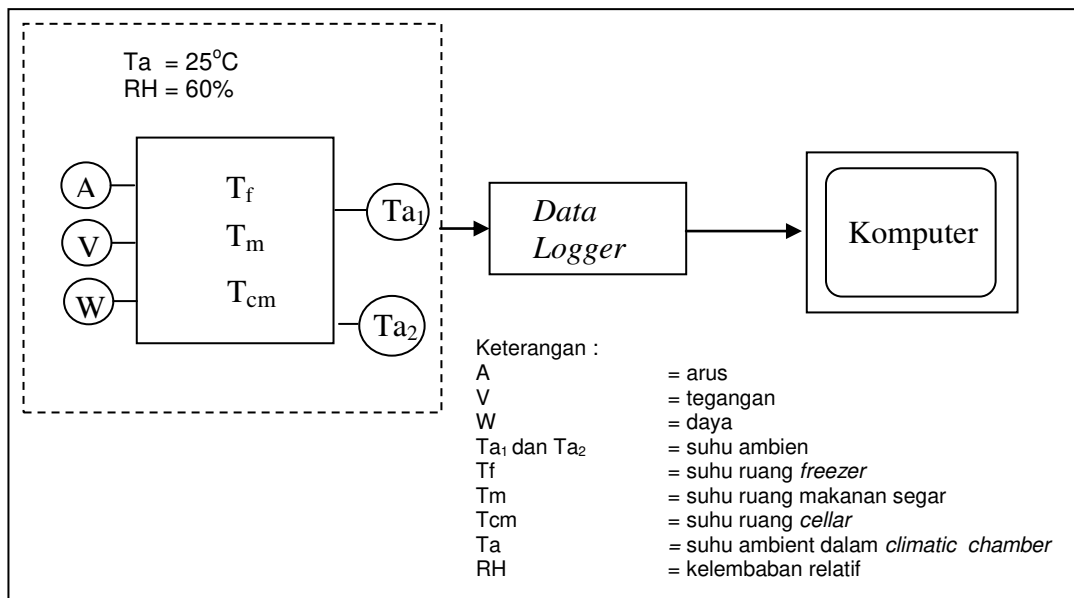 Ta = 25°C
RH = 60%
A
V
W
T_f
T_m
T_cm
Ta₁
Ta₂
Data
Logger
Komputer
Keterangan :
A = arus
V = tegangan
W = daya
Ta₁ dan Ta₂ = suhu ambien
Tf = suhu ruang freezer
Tm = suhu ruang makanan segar
Tcm = suhu ruang cellar
Ta = suhu ambient dalam climatic chamber
RH = kelembaban relatif